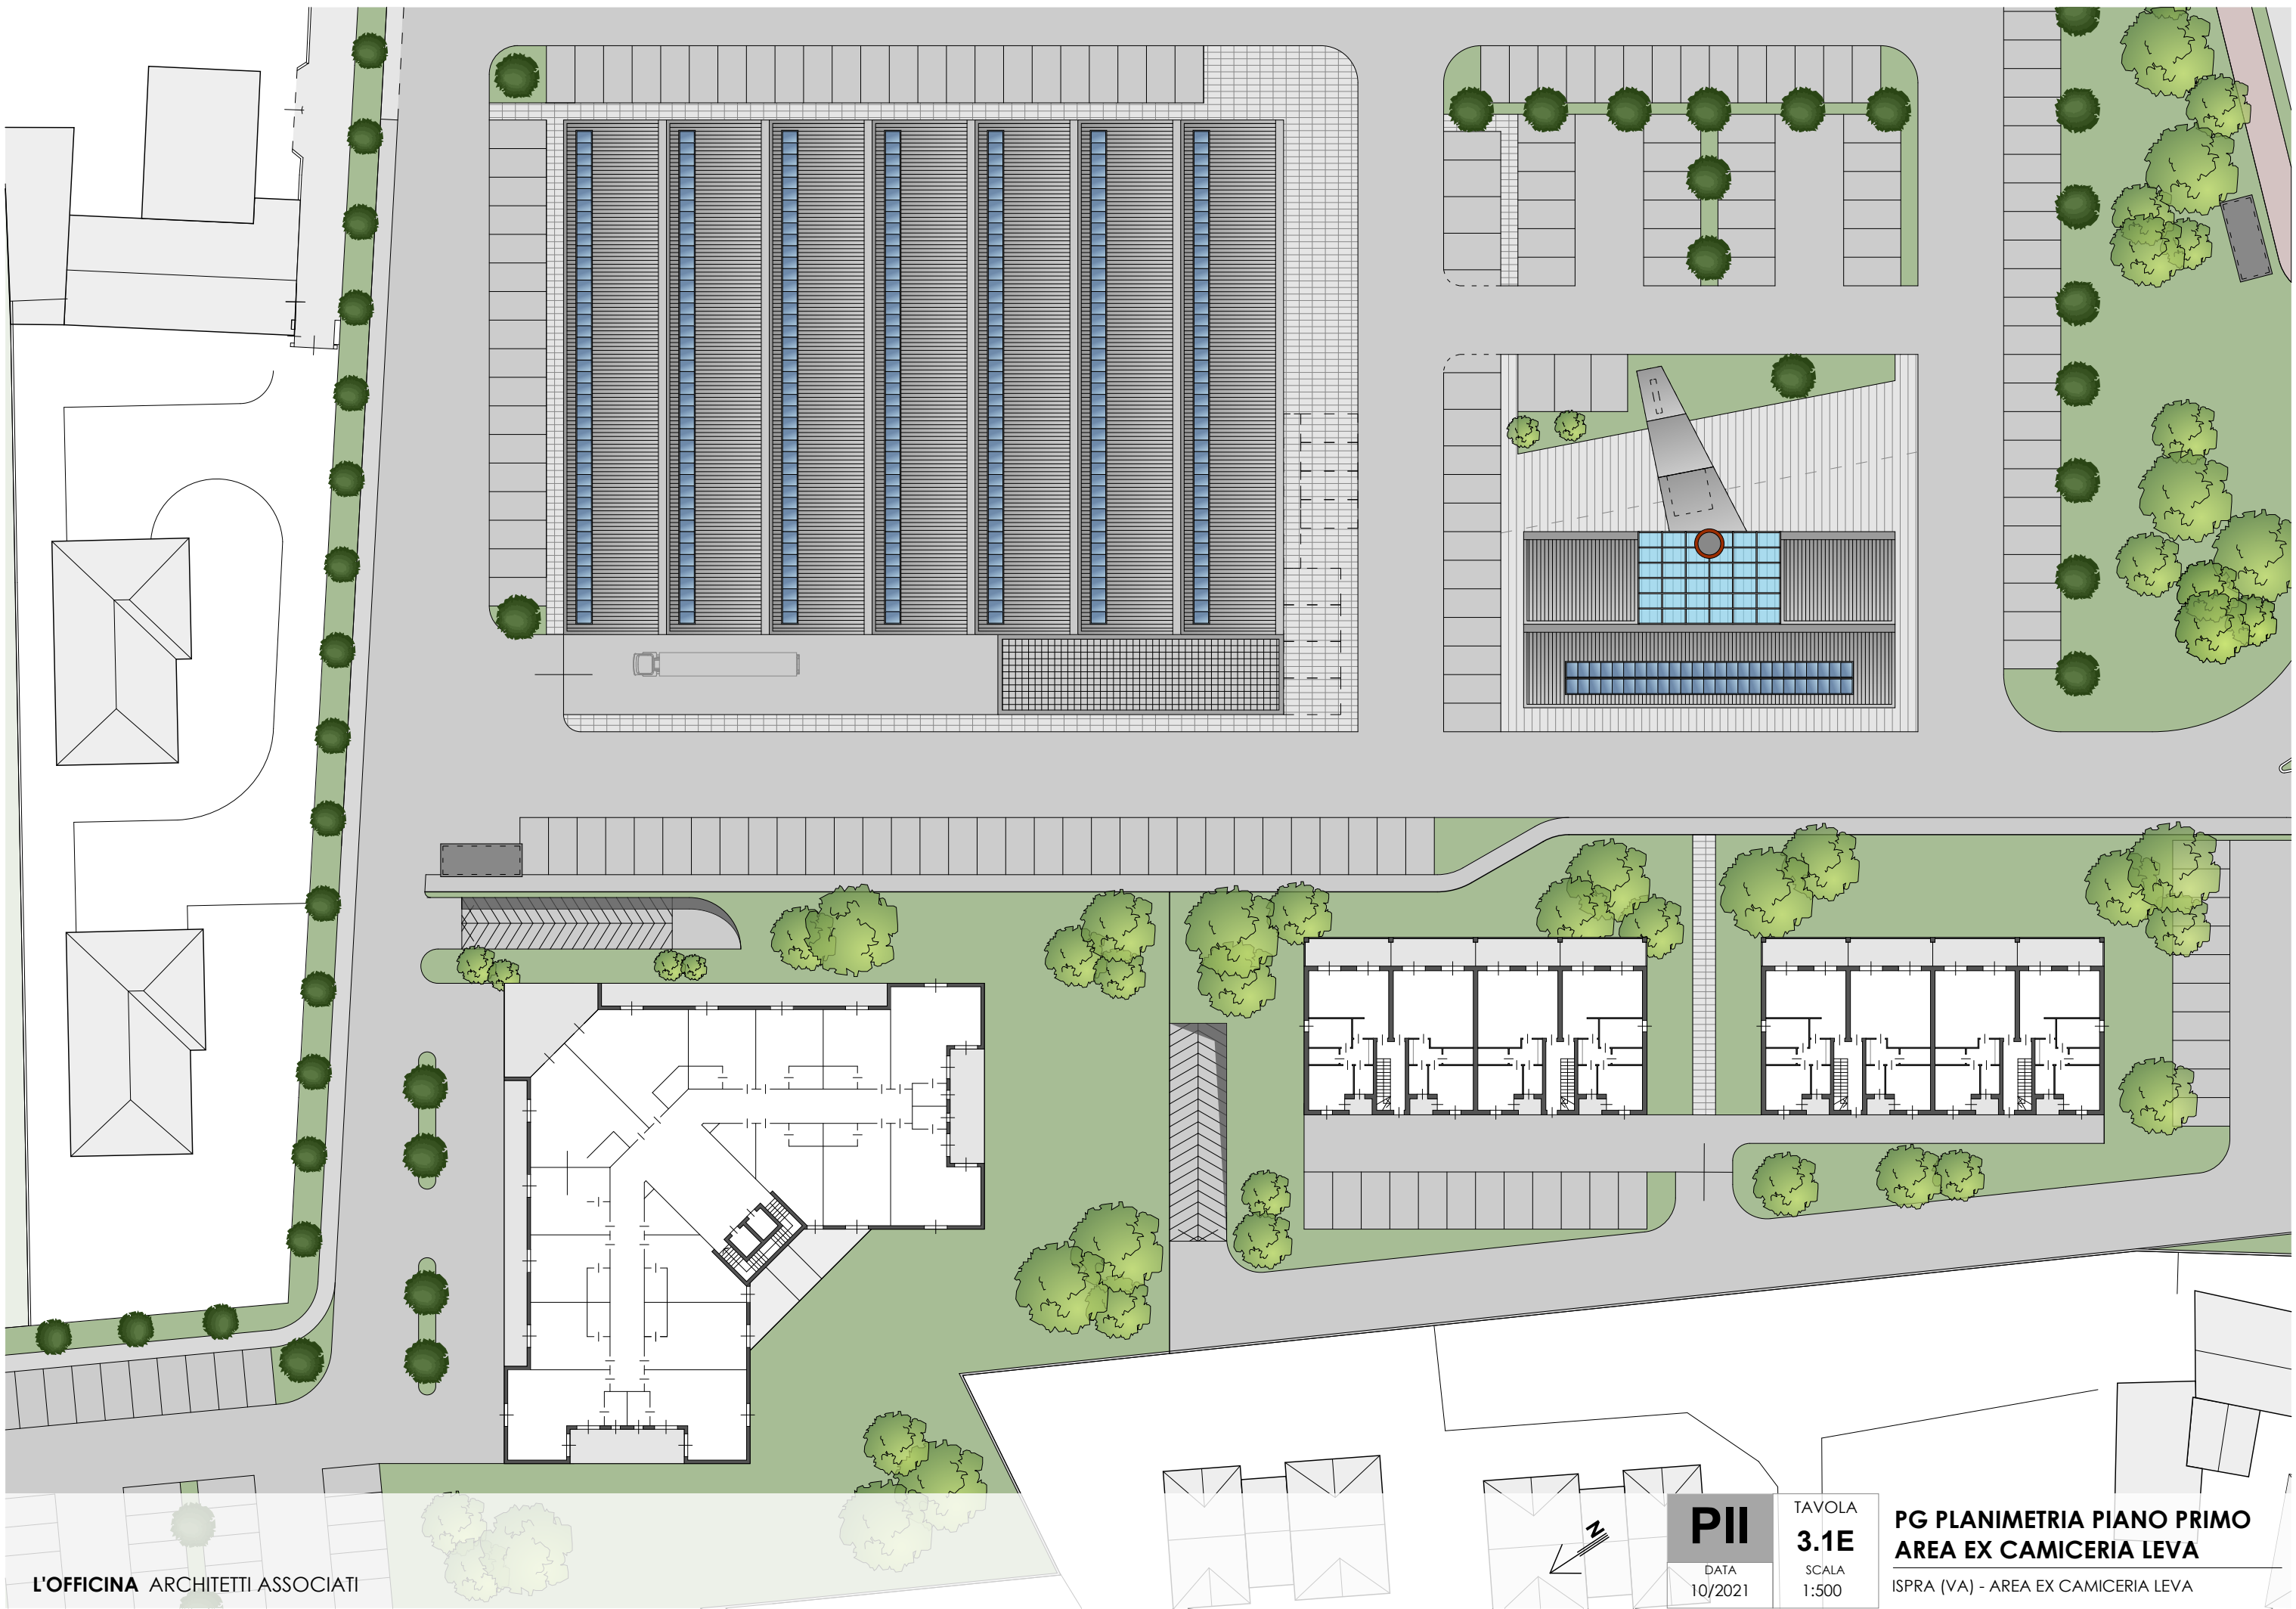 L'OFFICINA ARCHITETTI ASSOCIATI
N
PII
DATA
10/2021
TAVOLA
3.1E
SCALA
1:500
PG PLANIMETRIA PIANO PRIMO
AREA EX CAMICERIA LEVA
ISPRA (VA) - AREA EX CAMICERIA LEVA